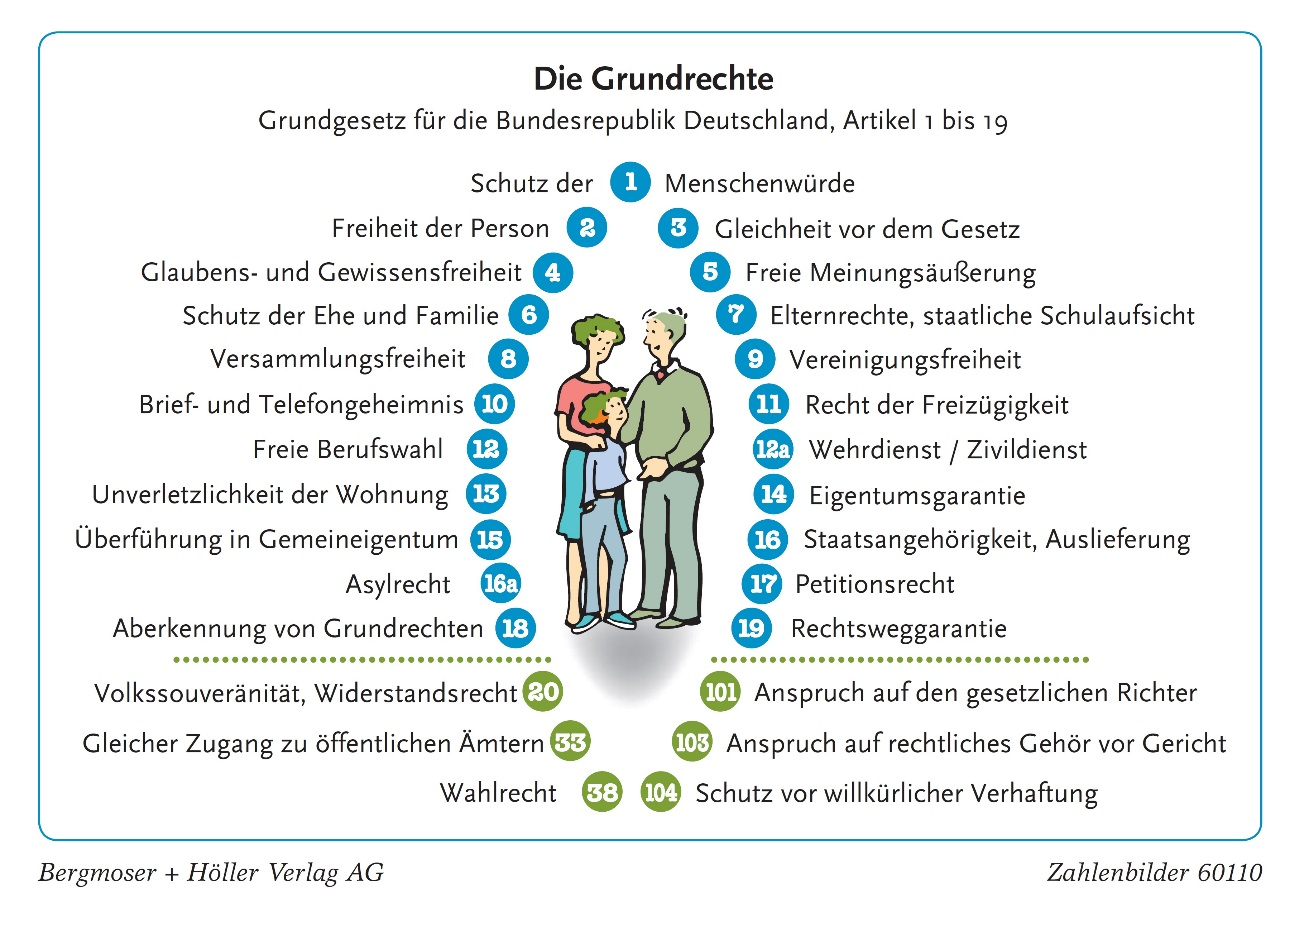 Die Grundrechte
Grundgesetz für die Bundesrepublik Deutschland, Artikel 1 bis 19
Schutz der 1 Menschenwürde
Freiheit der Person 2 3 Gleichheit vor dem Gesetz
Glaubens- und Gewissensfreiheit 4 5 Freie Meinungsäußerung
Schutz der Ehe und Familie 6 7 Elternrechte, staatliche Schulaufsicht
Versammlungsfreiheit 8 9 Vereinigungsfreiheit
Brief- und Telefongeheimnis 10 11 Recht der Freizügigkeit
Freie Berufswahl 12 12a Wehrdienst / Zivildienst
Unverletzlichkeit der Wohnung 13 14 Eigentumsgarantie
Überführung in Gemeineigentum 15 16 Staatsangehörigkeit, Auslieferung
Asylrecht 16a 17 Petitionsrecht
Aberkennung von Grundrechten 18 19 Rechtsweggarantie
Volkssouveränität, Widerstandsrecht 20 101 Anspruch auf den gesetzlichen Richter
Gleicher Zugang zu öffentlichen Ämtern 33 103 Anspruch auf rechtliches Gehör vor Gericht
Wahlrecht 38 104 Schutz vor willkürlicher Verhaftung
Bergmoser + Höller Verlag AG Zahlenbilder 60110